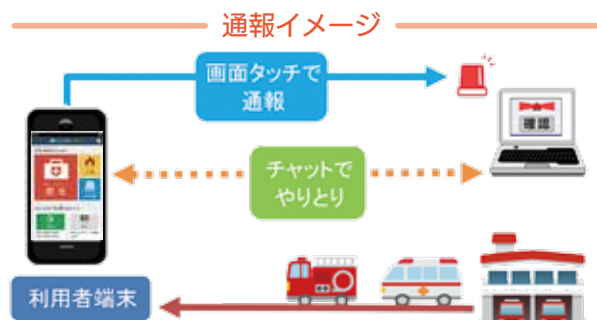 通報イメージ
画面タッチで
通報
確認
チャットで
やりとり
利用者端末